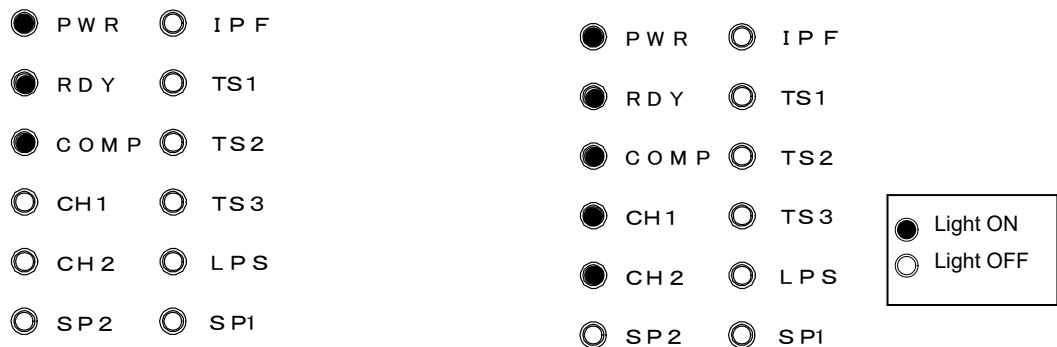 PWR IPF
RDY TS1
COMP TS2
CH1 TS3
CH2 LPS
SP2 SP1
PWR IPF
RDY TS1
COMP TS2
CH1 TS3
CH2 LPS
SP2 SP1
Light ON
Light OFF